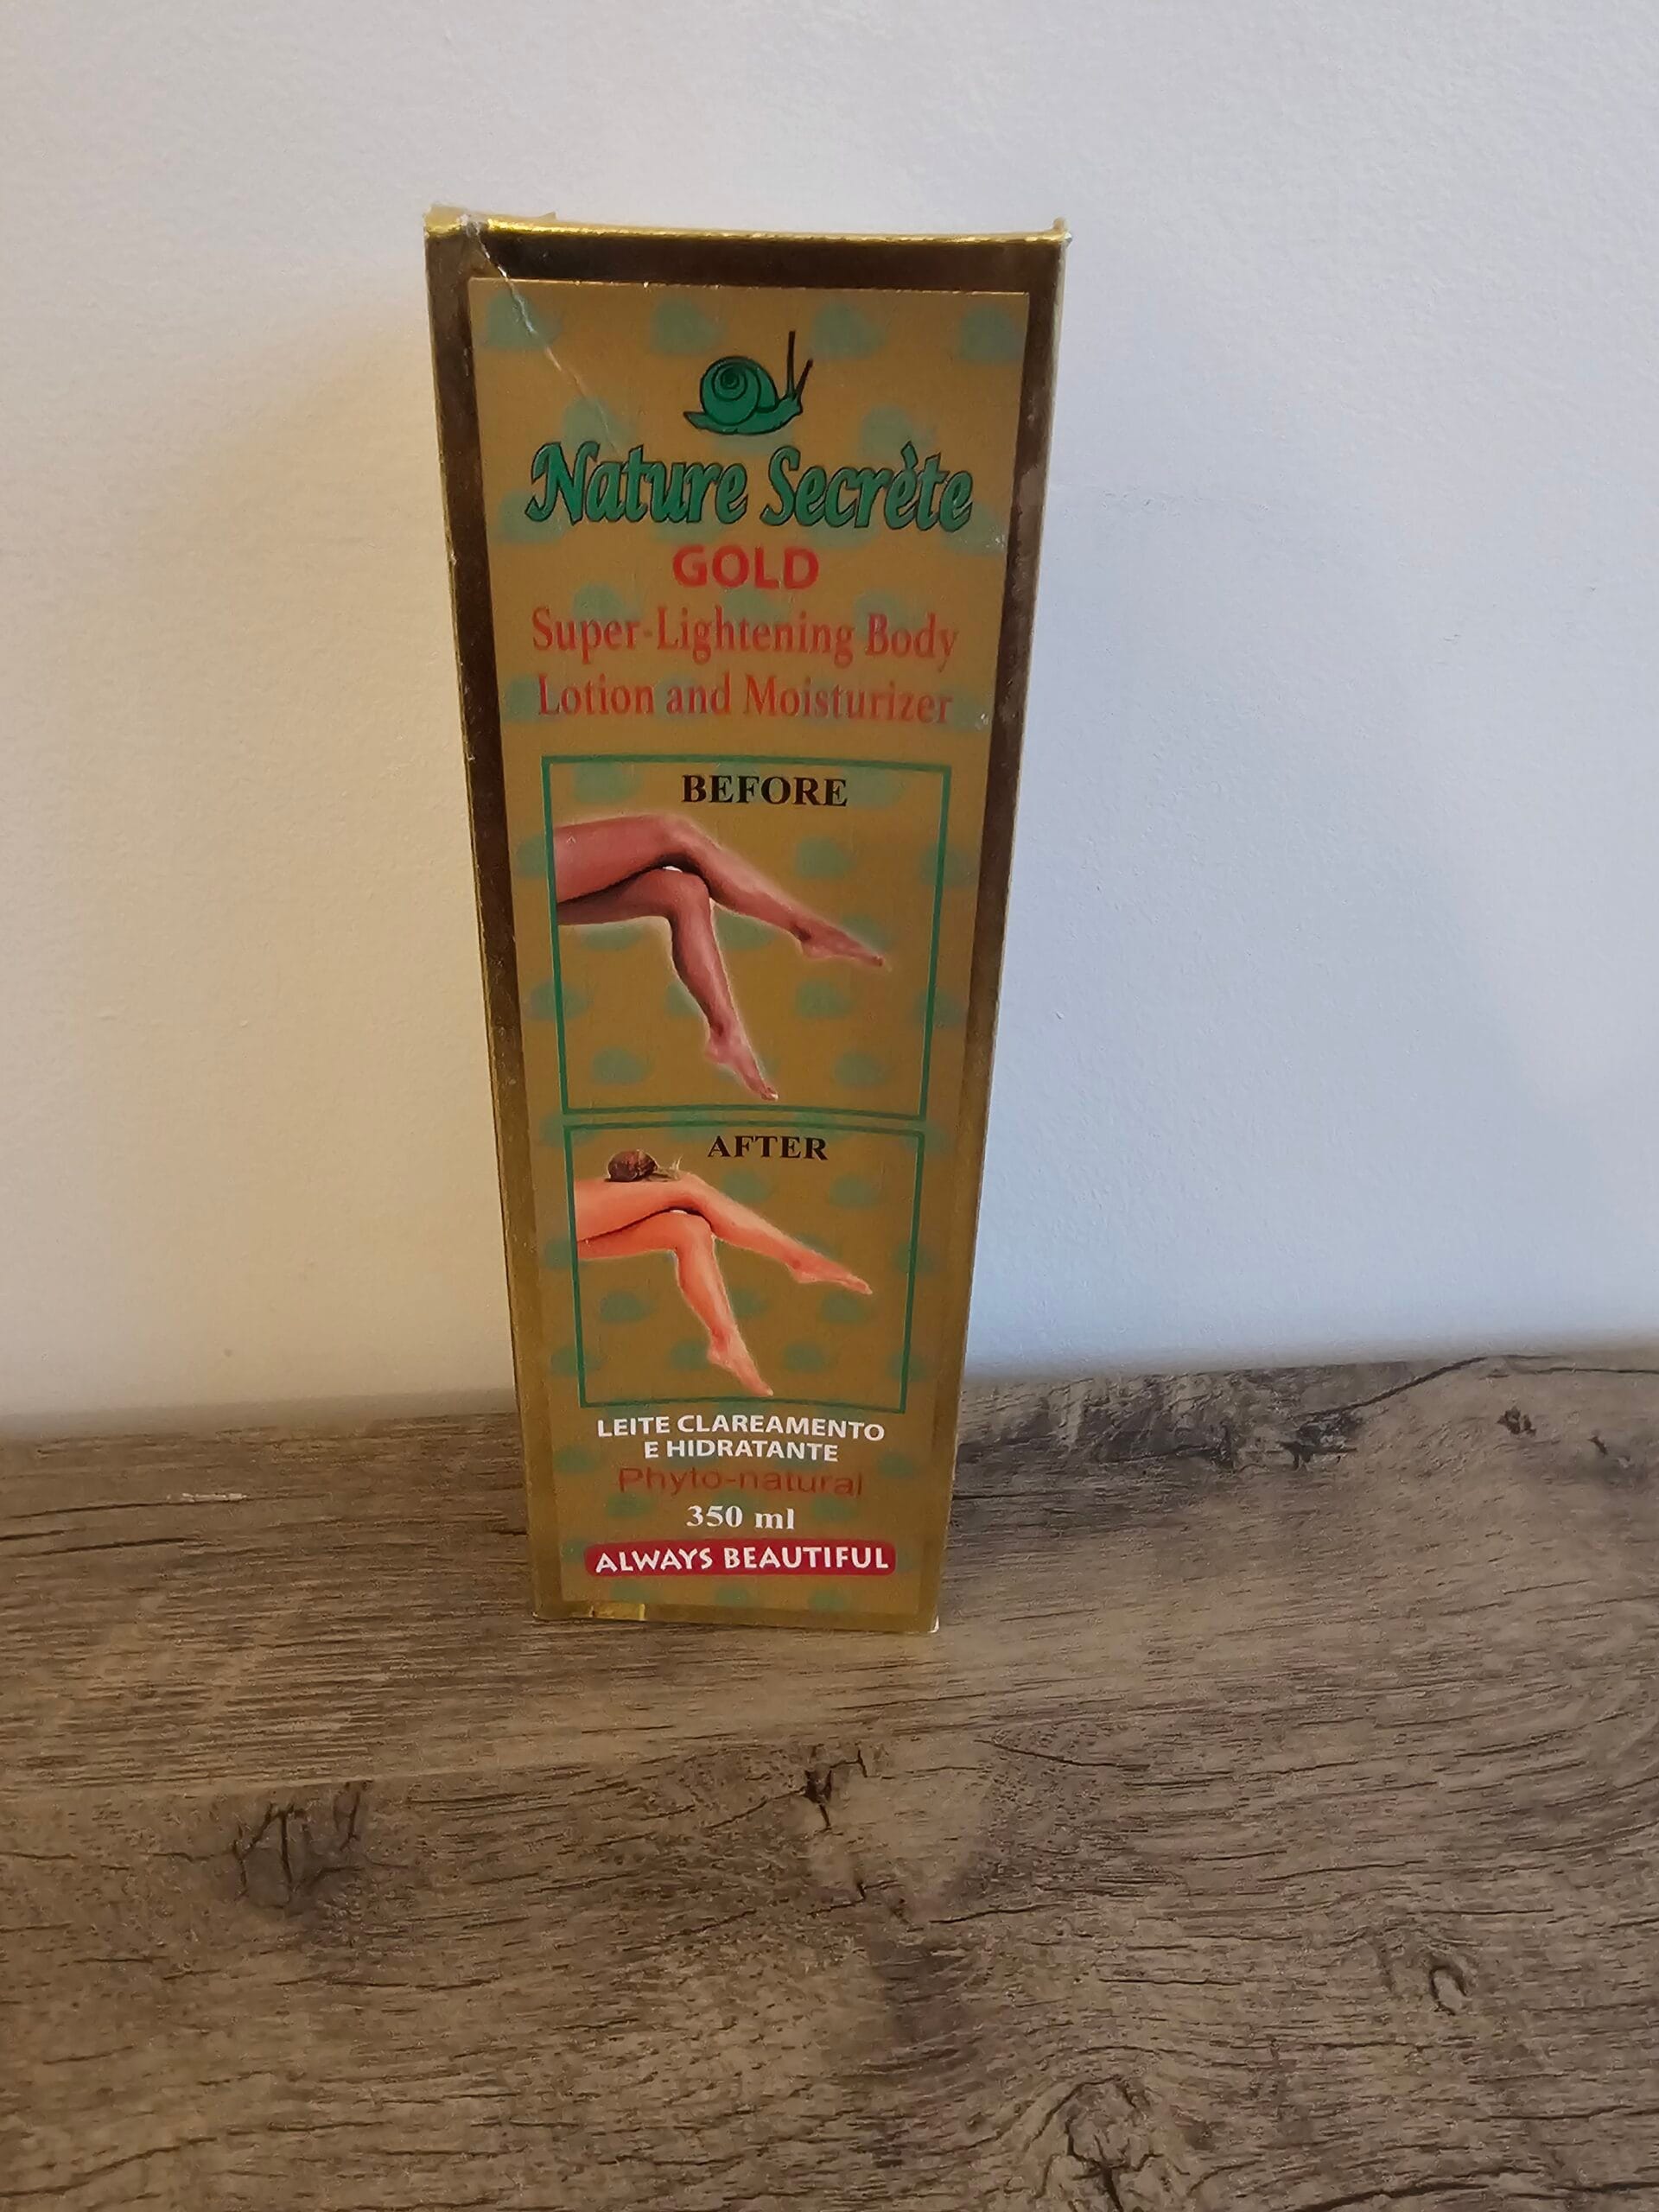 Nature Secrète
GOLD
Super-Lightening Body
Lotion and Moisturizer
BEFORE
AFTER
LEITE CLAREAMENTO
E HIDRATANTE
Phyto-natural
350 ml
ALWAYS BEAUTIFUL